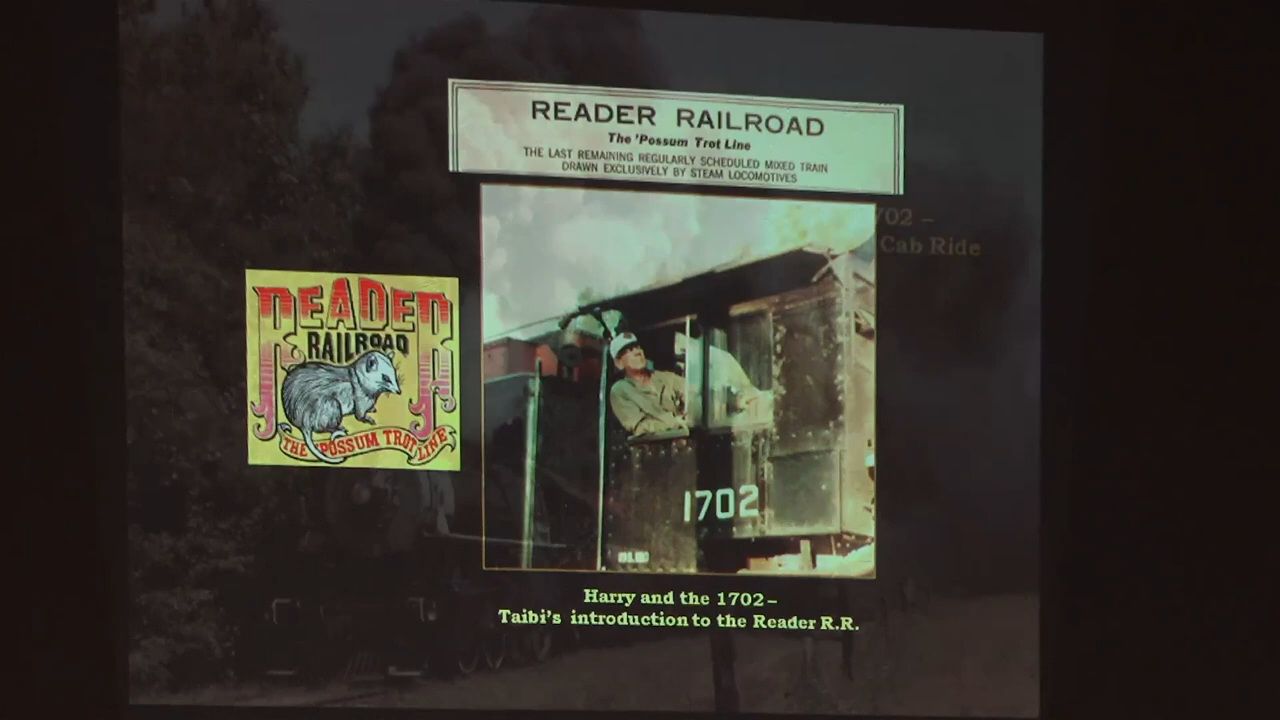 READER RAILROAD
The 'Possum Trot Line
THE LAST REMAINING REGULARLY SCHEDULED MIXED TRAIN
DRAWN EXCLUSIVELY BY STEAM LOCOMOTIVES
702 –
Cab Ride
READER
RAILROAD
THE POSSUM TROT LINE
1702
Harry and the 1702–
Taibi's introduction to the Reader R.R.